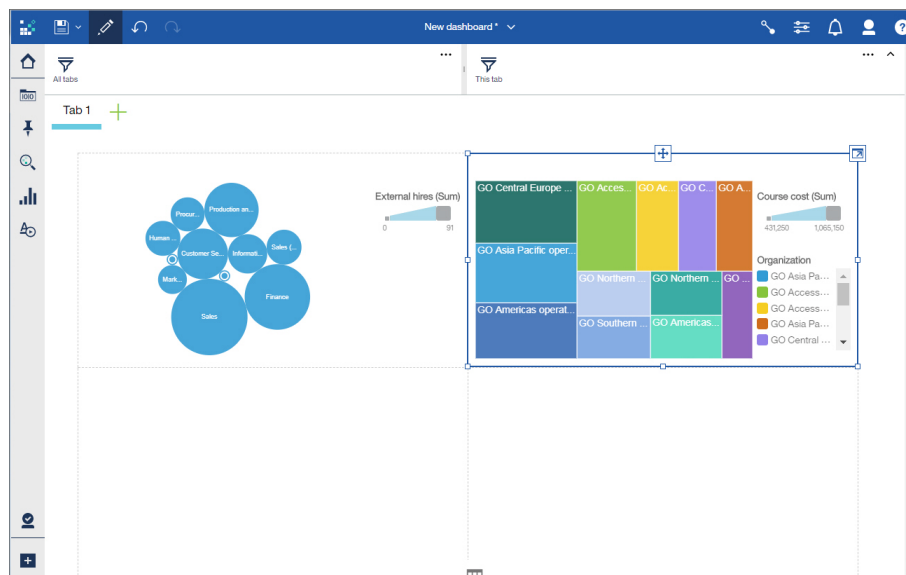 New dashboard *
?
All tabs
...
This tab
...
1010
Tab 1
External hires (Sum)
0 91
Procur...
Production an...
Human ...
Customer Se...
Informati...
Sales (...
Mark...
Sales
Finance
GO Central Europe ...
GO Asia Pacific oper...
GO Americas operat...
GO Acces...
GO Ac...
GO C...
GO A...
GO Northern ...
GO Northern ...
GO ...
GO Southern ...
GO Americas...
Course cost (Sum)
431,250 1,065,150
Organization
GO Asia Pa...
GO Access...
GO Access...
GO Asia Pa...
GO Central ...